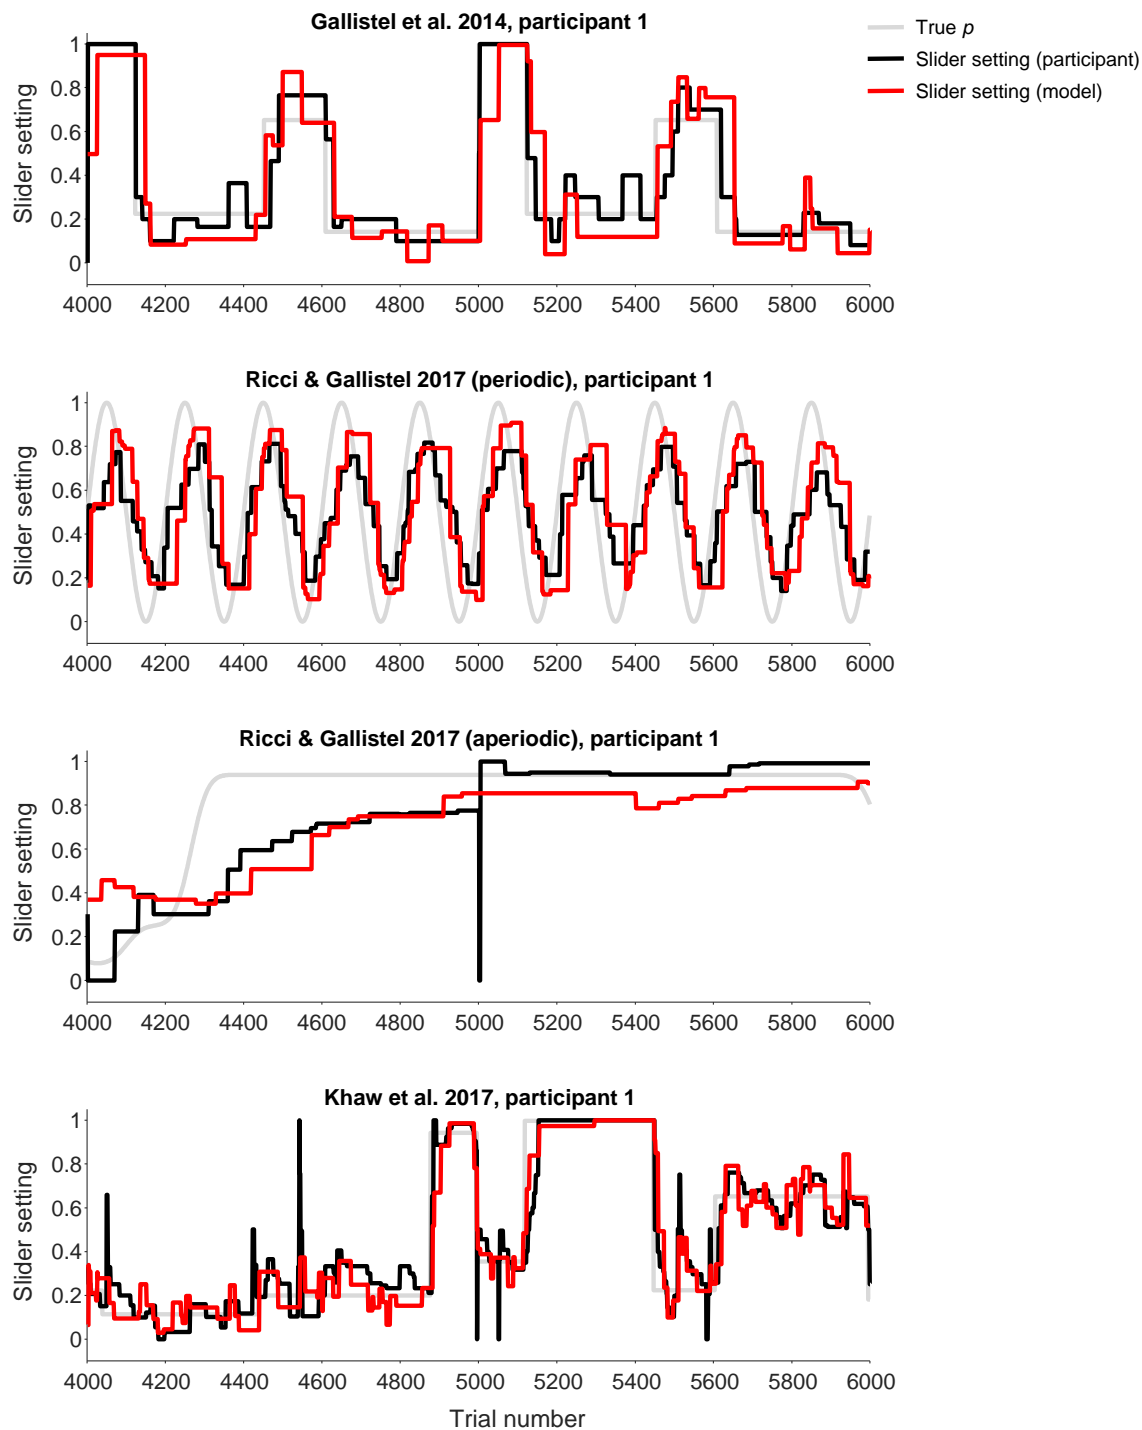 Gallistel et al. 2014, participant 1
True p
Slider setting (participant)
Slider setting (model)
Slider setting
1
0.8
0.6
0.4
0.2
0
4000 4200 4400 4600 4800 5000 5200 5400 5600 5800 6000
Ricci & Gallistel 2017 (periodic), participant 1
Slider setting
1
0.8
0.6
0.4
0.2
0
4000 4200 4400 4600 4800 5000 5200 5400 5600 5800 6000
Ricci & Gallistel 2017 (aperiodic), participant 1
Slider setting
1
0.8
0.6
0.4
0.2
0
4000 4200 4400 4600 4800 5000 5200 5400 5600 5800 6000
Khaw et al. 2017, participant 1
Slider setting
1
0.8
0.6
0.4
0.2
0
4000 4200 4400 4600 4800 5000 5200 5400 5600 5800 6000
Trial number